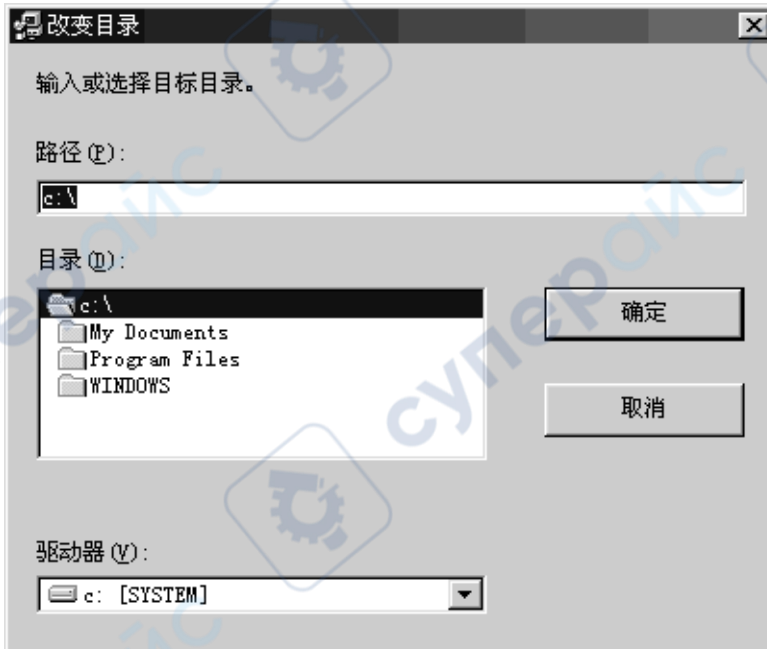 改变目录
输入或选择目标目录。
路径(P):
c:\
目录(D):
c:\
My Documents
Program Files
WINDOWS
确定
取消
驱动器(V):
c: [SYSTEM]
суперайс